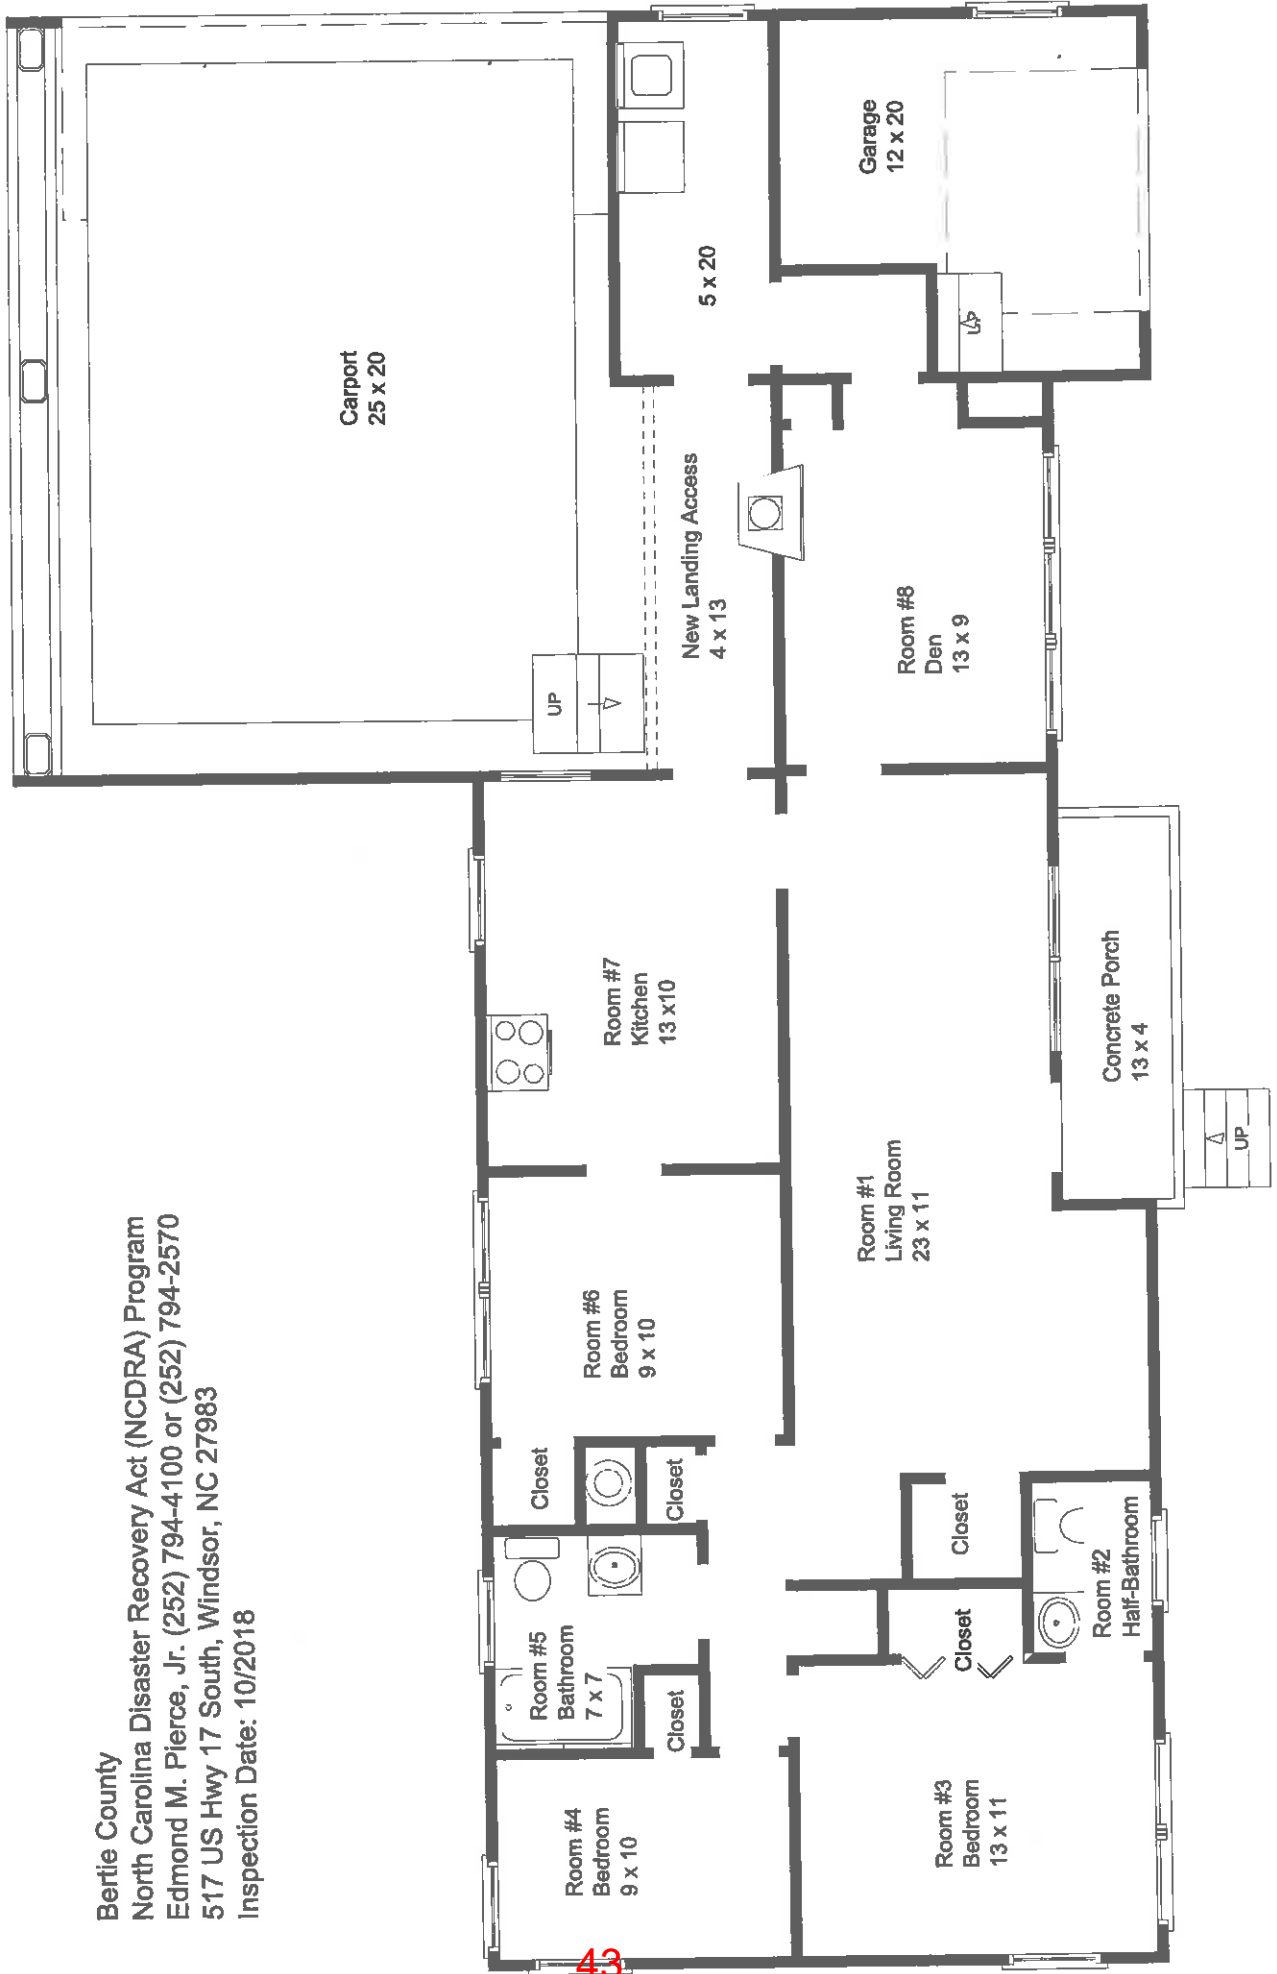 Bertie County
North Carolina Disaster Recovery Act (NCDRA) Program
Edmond M. Pierce, Jr. (252) 794-4100 or (252) 794-2570
517 US Hwy 17 South, Windsor, NC 27983
Inspection Date: 10/2018
Carport
25 x 20
UP
New Landing Access
4 x 13
5 x 20
Garage
12 x 20
UP
Room #8
Den
13 x 9
Room #7
Kitchen
13 x10
Room #6
Bedroom
9 x 10
Closet
Closet
Room #5
Bathroom
7 x 7
Closet
Room #4
Bedroom
9 x 10
Room #1
Living Room
23 x 11
Concrete Porch
13 x 4
UP
Closet
Closet
Room #2
Half-Bathroom
Room #3
Bedroom
13 x 11
43